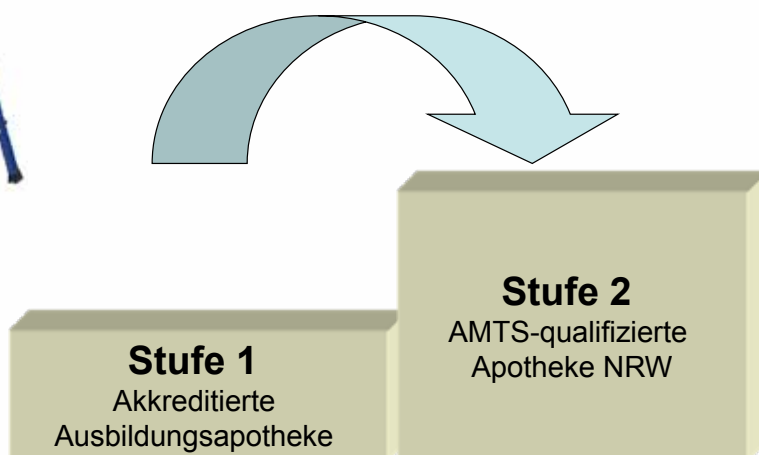 Stufe 1
Akkreditierte
Ausbildungsapotheke
Stufe 2
AMTS-qualifizierte
Apotheke NRW